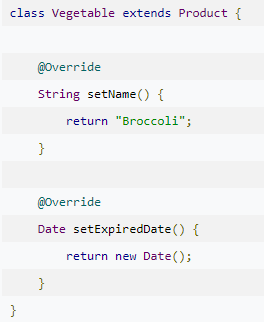 class Vegetable extends Product {
    @Override
    String setName() {
        return "Broccoli";
    }
    @Override
    Date setExpiredDate() {
        return new Date();
    }
}